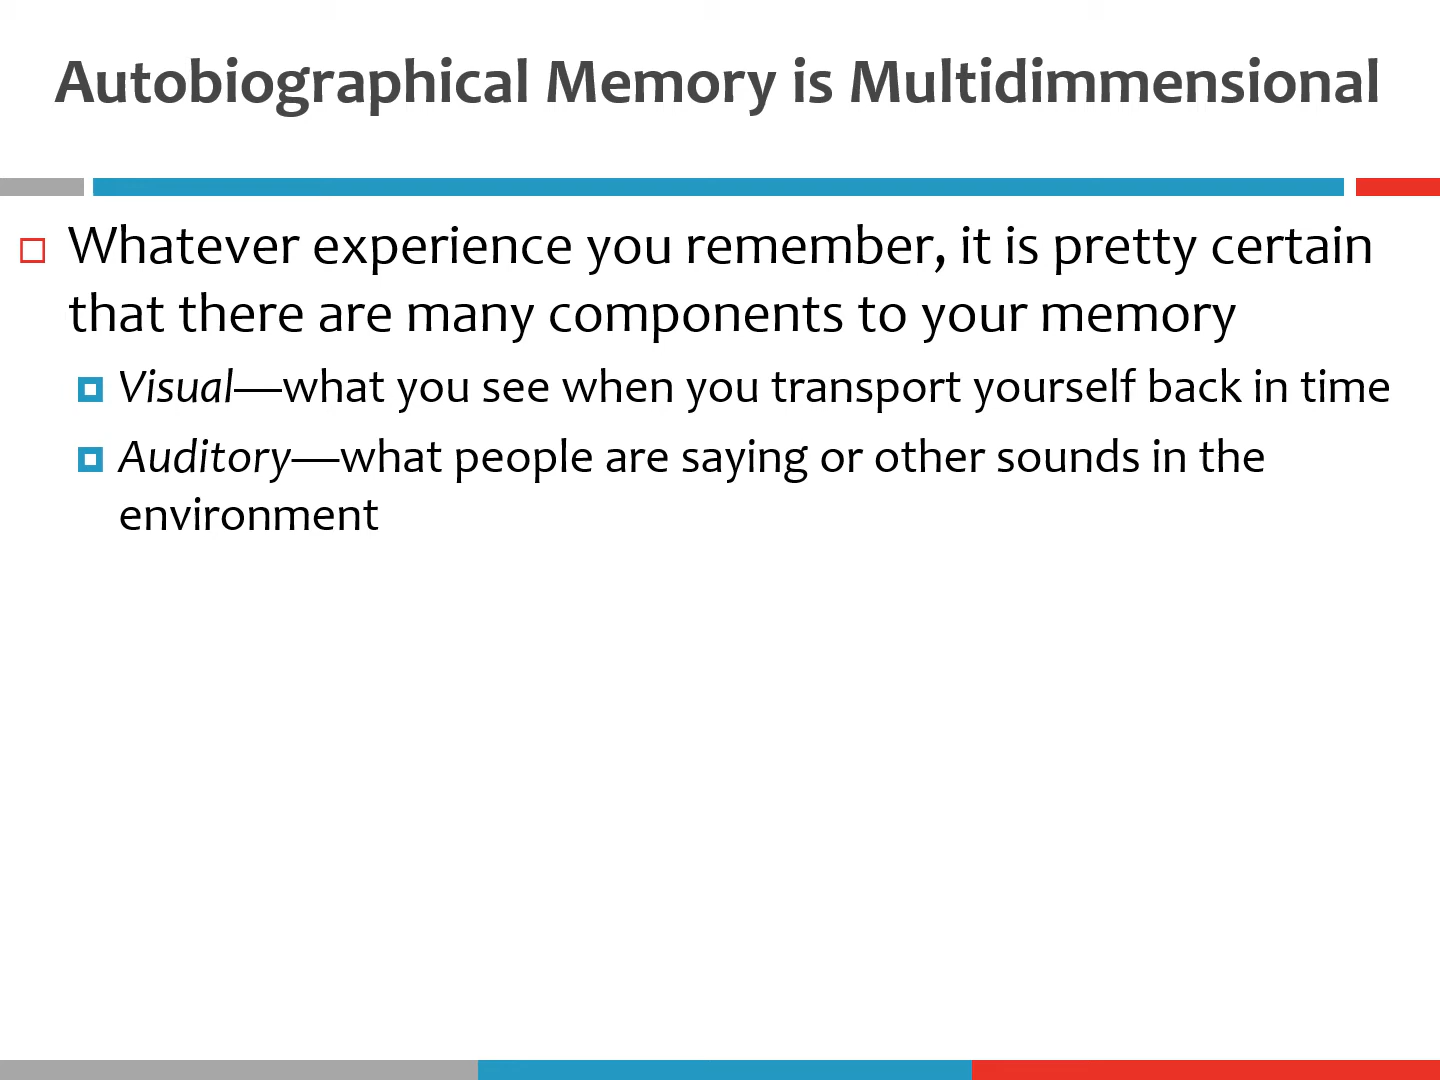 Autobiographical Memory is Multidimmensional
Whatever experience you remember, it is pretty certain
that there are many components to your memory
Visual—what you see when you transport yourself back in time
Auditory—what people are saying or other sounds in the
environment